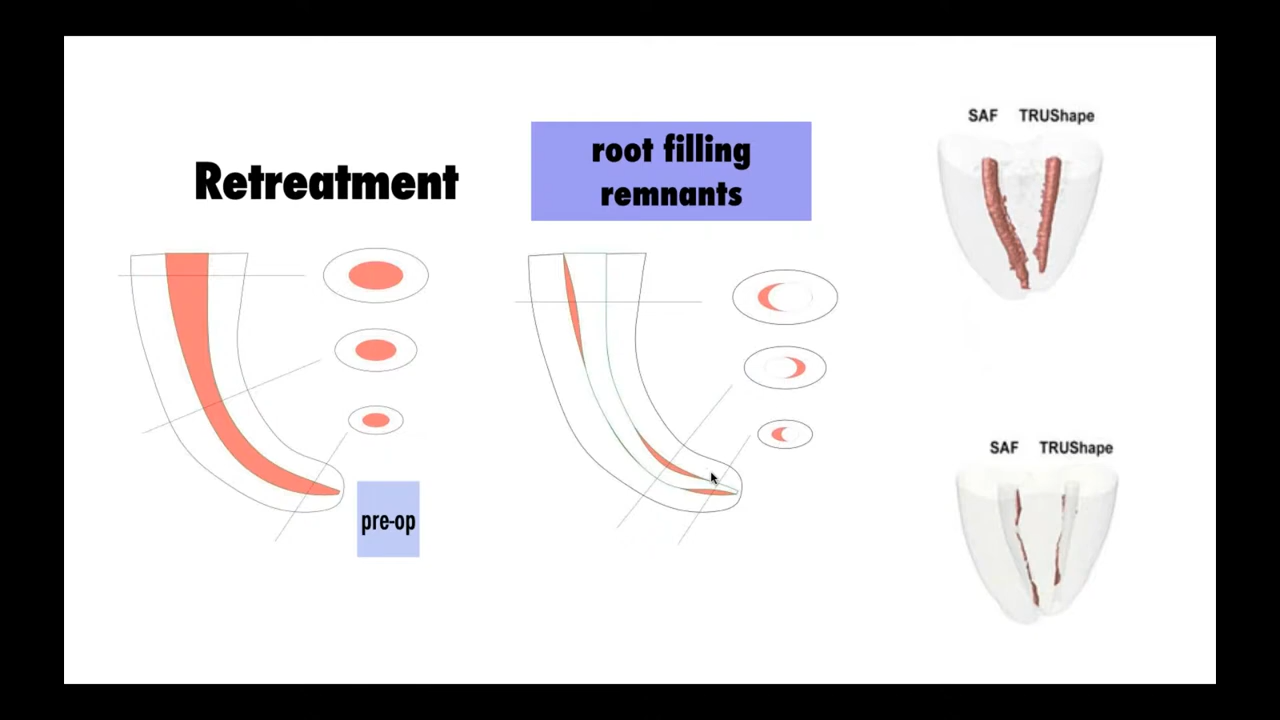 Retreatment
root filling
remnants
pre-op
SAF TRUShape
SAF TRUShape